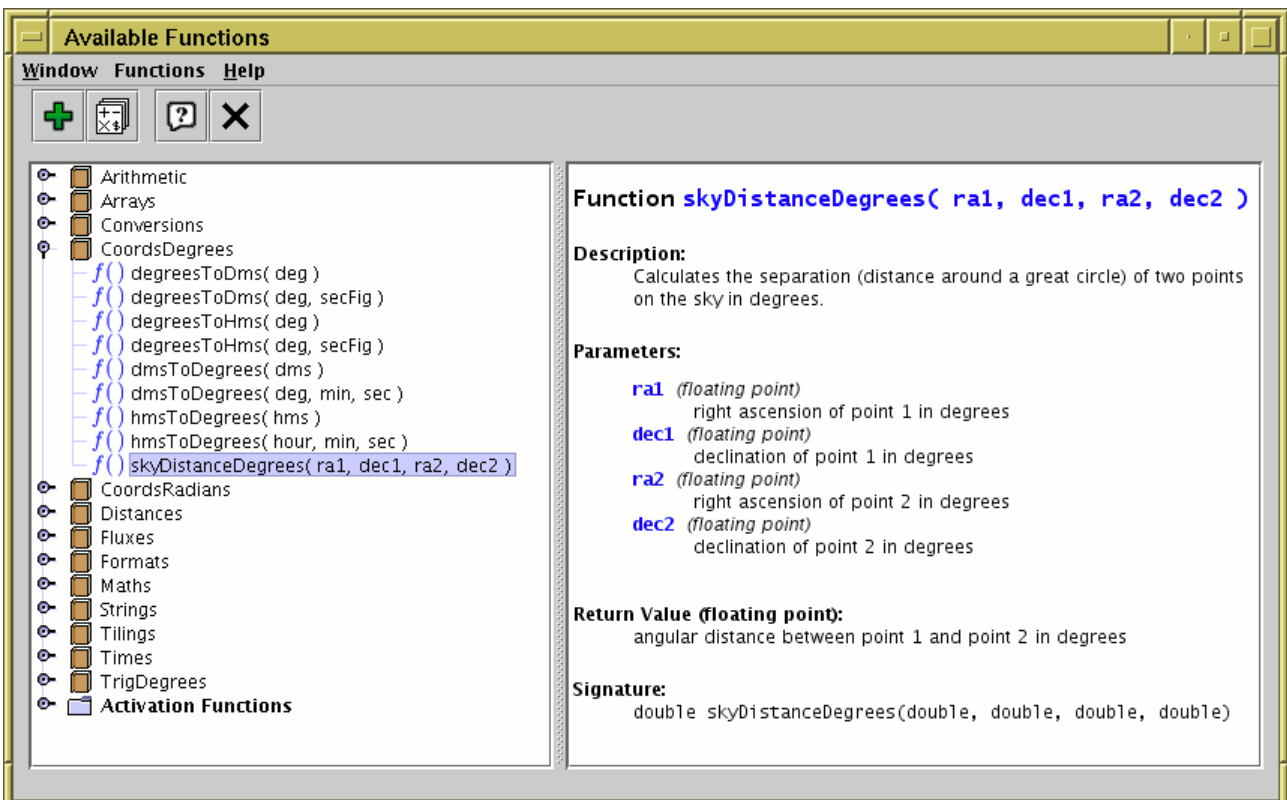 Available Functions
Window Functions Help
Arithmetic
Arrays
Conversions
CoordsDegrees
f() degreesToDms( deg )
f() degreesToDms( deg, secFig )
f() degreesToHms( deg )
f() degreesToHms( deg, secFig )
f() dmsToDegrees( dms )
f() dmsToDegrees( deg, min, sec )
f() hmsToDegrees( hms )
f() hmsToDegrees( hour, min, sec )
f() skyDistanceDegrees( ra1, dec1, ra2, dec2 )
CoordsRadians
Distances
Fluxes
Formats
Maths
Strings
Tilings
Times
TrigDegrees
Activation Functions
Function skyDistanceDegrees( ra1, dec1, ra2, dec2 )
Description:
Calculates the separation (distance around a great circle) of two points
on the sky in degrees.
Parameters:
ra1 (floating point)
right ascension of point 1 in degrees
dec1 (floating point)
declination of point 1 in degrees
ra2 (floating point)
right ascension of point 2 in degrees
dec2 (floating point)
declination of point 2 in degrees
Return Value (floating point):
angular distance between point 1 and point 2 in degrees
Signature:
double skyDistanceDegrees(double, double, double, double)